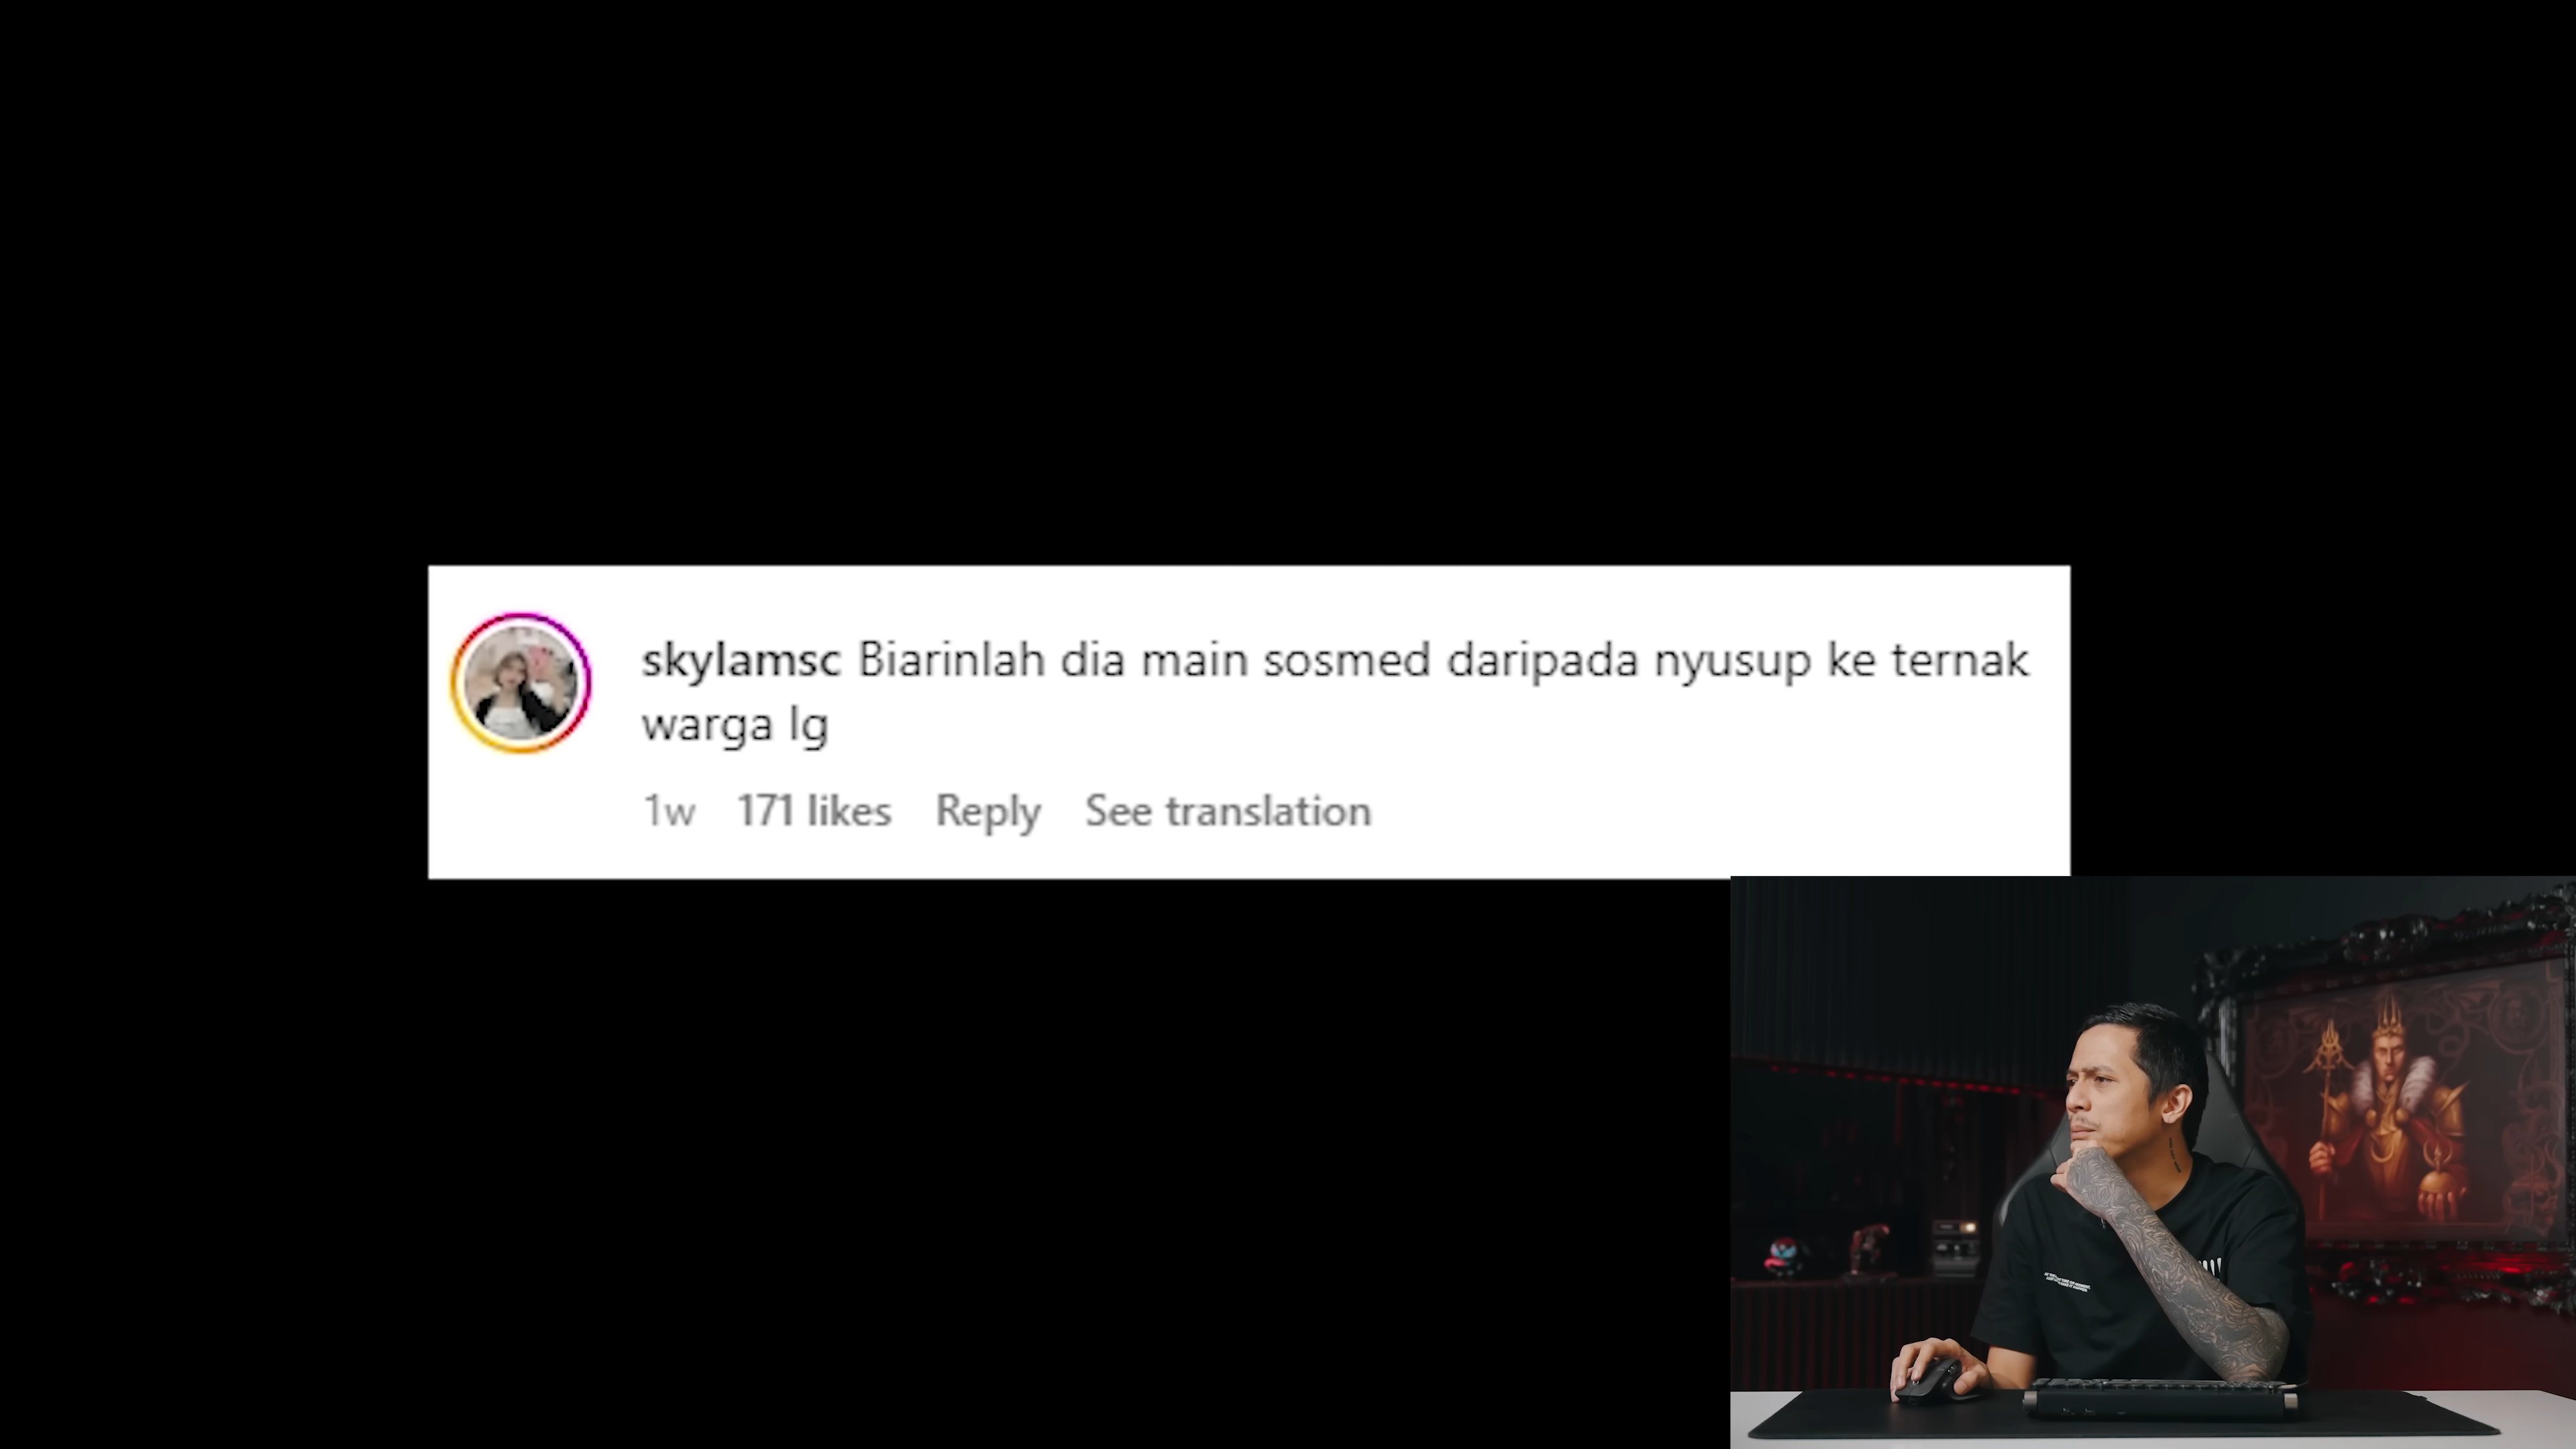 skylamsc Biarinlah dia main sosmed daripada nyusup ke ternak
warga lg
1w 171 likes Reply See translation